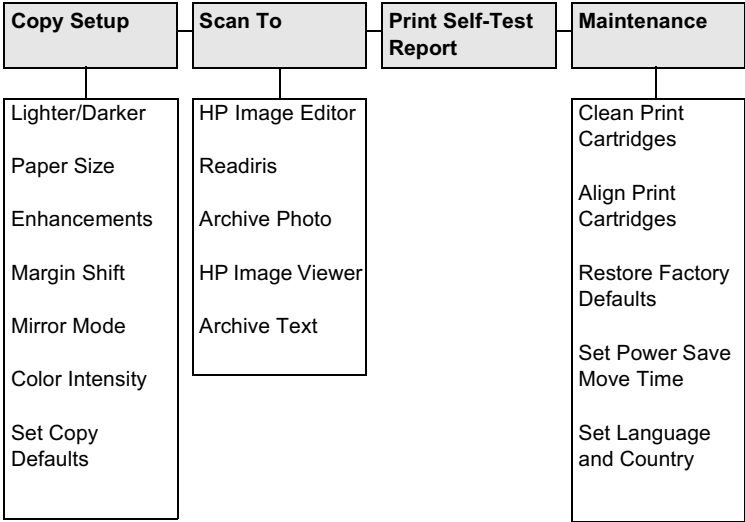 Copy Setup
Lighter/Darker
Paper Size
Enhancements
Margin Shift
Mirror Mode
Color Intensity
Set Copy
Defaults
Scan To
HP Image Editor
Readiris
Archive Photo
HP Image Viewer
Archive Text
Print Self-Test
Report
Maintenance
Clean Print
Cartridges
Align Print
Cartridges
Restore Factory
Defaults
Set Power Save
Move Time
Set Language
and Country